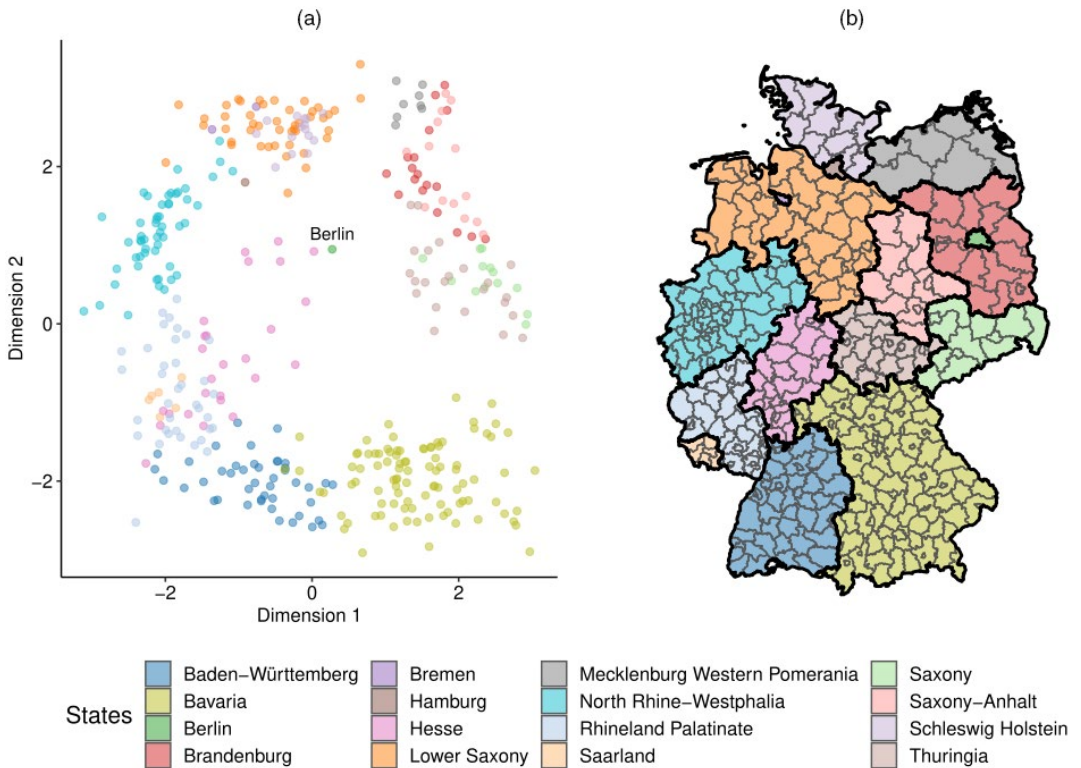 (a)
(b)
Dimension 2
2
0
−2
Berlin
−2
0
2
Dimension 1
States
Baden−Württemberg
Bavaria
Berlin
Brandenburg
Bremen
Hamburg
Hesse
Lower Saxony
Mecklenburg Western Pomerania
North Rhine−Westphalia
Rhineland Palatinate
Saarland
Saxony
Saxony−Anhalt
Schleswig Holstein
Thuringia